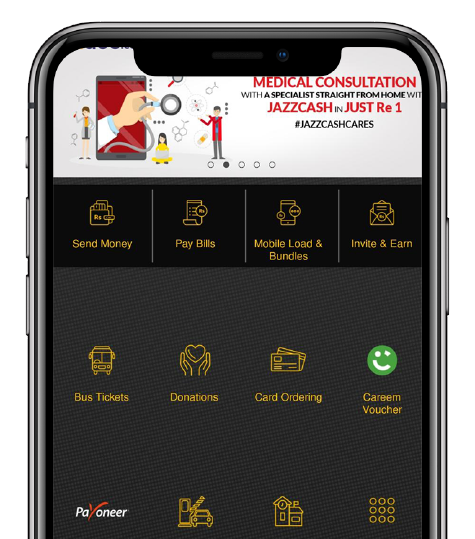 MEDICAL CONSULTATION
WITH A SPECIALIST STRAIGHT FROM HOME WIT
JAZZCASH IN JUST Re 1
#JAZZCASHCARES
Rs
Send Money
Pay Bills
Mobile Load &
Bundles
Invite & Earn
Bus Tickets
Donations
Card Ordering
Careem
Voucher
Payoneer